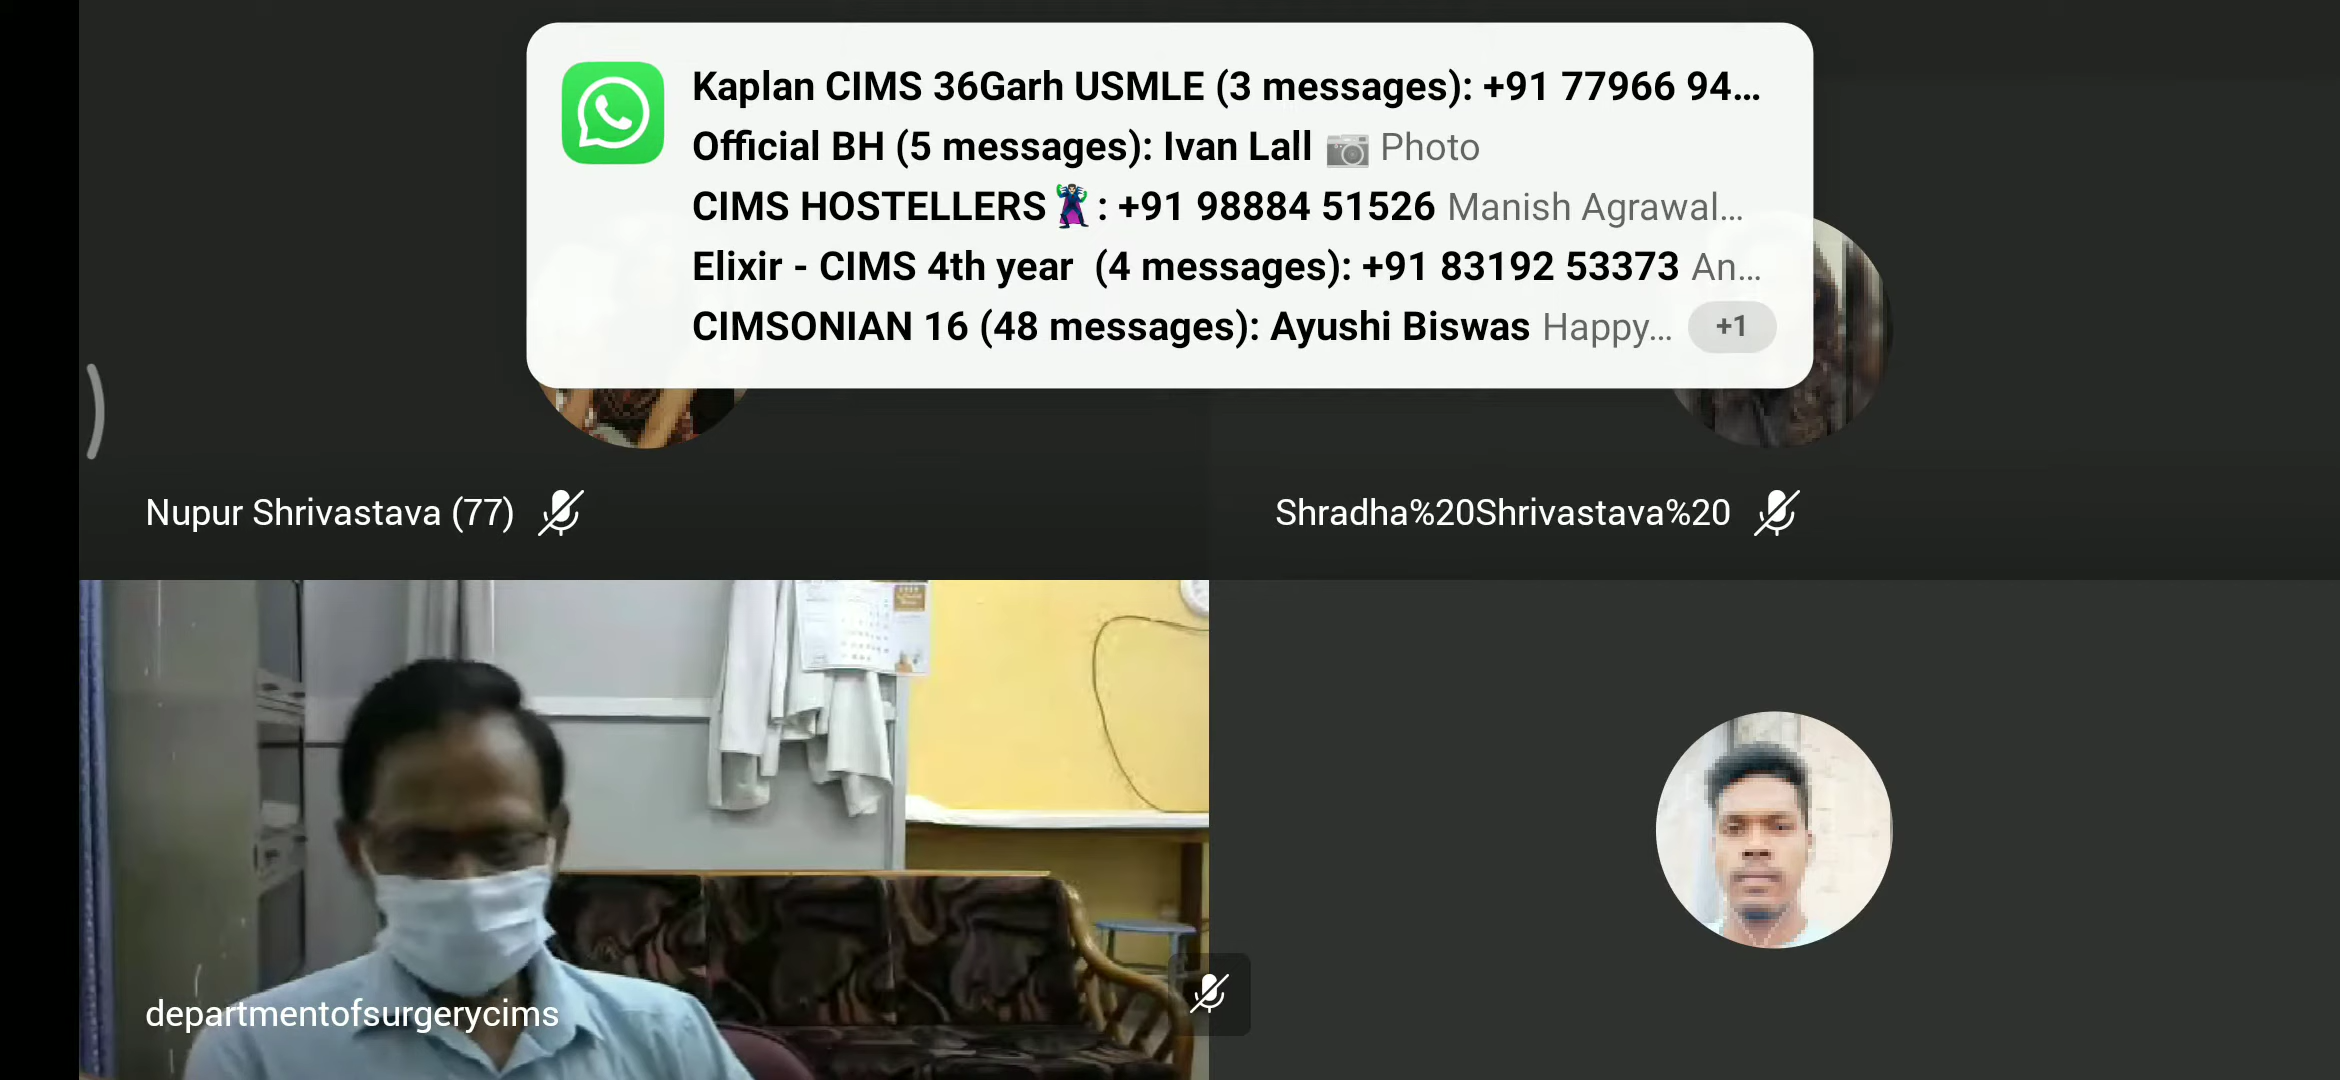 Kaplan CIMS 36Garh USMLE (3 messages): +91 77966 94...
Official BH (5 messages): Ivan Lall 📷 Photo
CIMS HOSTELLERS🦹: +91 98884 51526 Manish Agrawal...
Elixir - CIMS 4th year (4 messages): +91 83192 53373 An...
CIMSONIAN 16 (48 messages): Ayushi Biswas Happy... +1
Nupur Shrivastava (77)
Shradha%20Shrivastava%20
departmentofsurgerycims